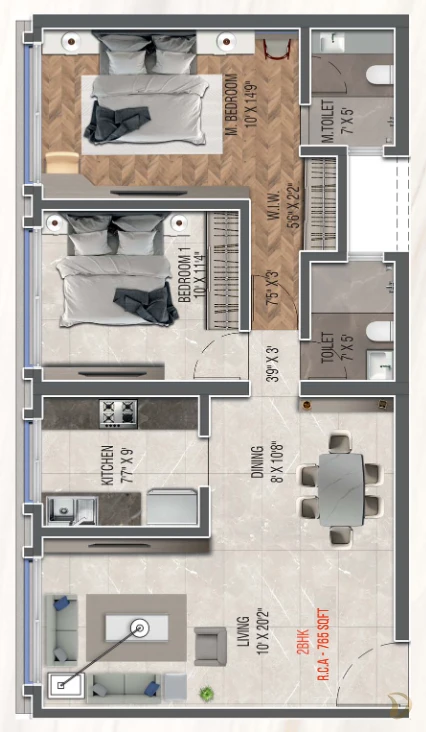 M. BEDROOM
10' X 14'9"
M.TOILET
7' X 5'
W.I.W.
5'6" X 2'2"
BEDROOM 1
10' X 11'4"
7'5" X 3'
TOILET
7' X 5'
3'9" X 3'
KITCHEN
7'7" X 9'
DINING
8' X 10'8"
LIVING
10' X 20'2"
2BHK
R.C.A - 765 SQFT